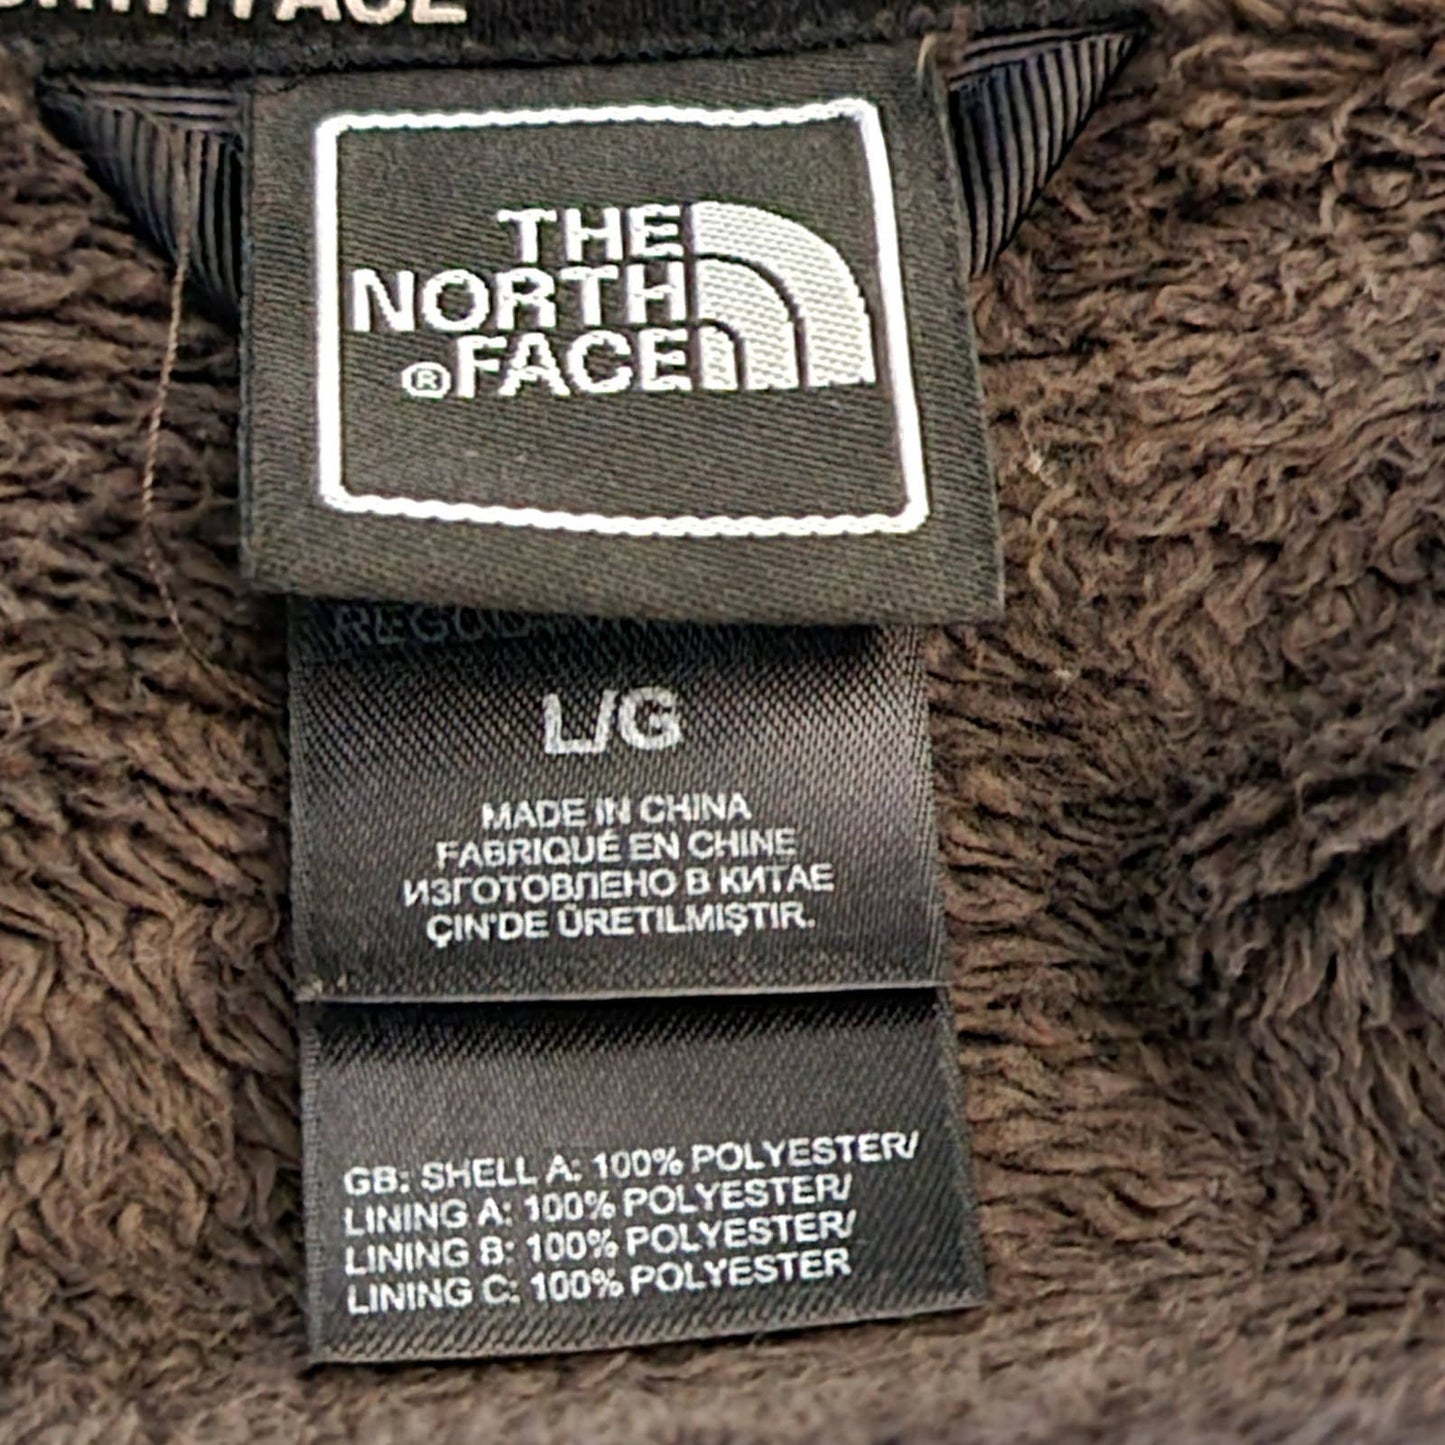 THE
NORTH
®FACE
L/G
MADE IN CHINA
FABRIQUÉ EN CHINE
ИЗГОТОВЛЕНО В КИТАЕ
ÇIN'DE ÜRETILMIŞTIR.
GB: SHELL A: 100% POLYESTER/
LINING A: 100% POLYESTER/
LINING B: 100% POLYESTER/
LINING C: 100% POLYESTER